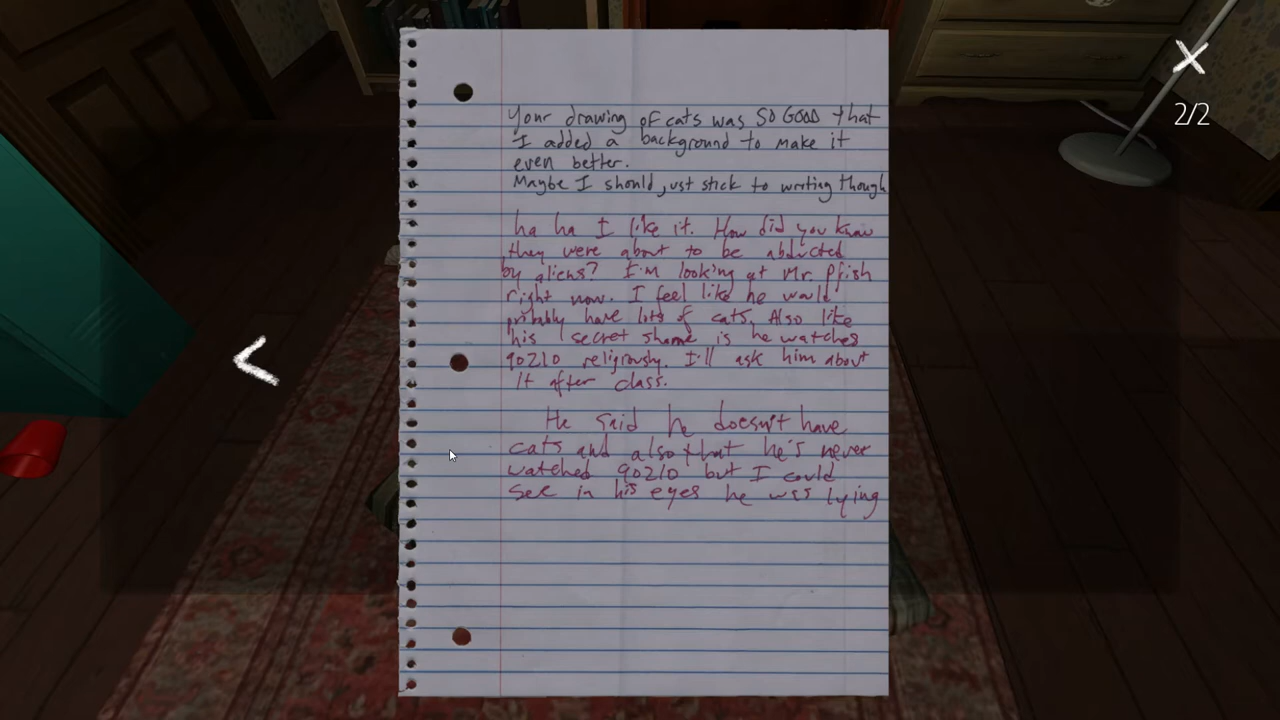 2/2
Your drawing of cats was SO GOOD that
I added a background to make it
even better.
Maybe I should just stick to writing though
ha ha I like it. How did you know
they were about to be abducted
by aliens? I'm looking at Mr. Pfish
right now. I feel like he would
probably have lots of cats. Also like
his secret shame is he watches
90210 religiously. I'll ask him about
it after class.
He said he doesn't have
cats and also that he's never
watched 90210 but I could
see in his eyes he was lying